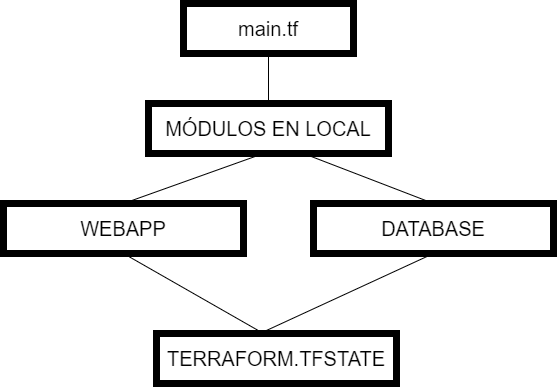 main.tf
MÓDULOS EN LOCAL
WEBAPP
DATABASE
TERRAFORM.TFSTATE